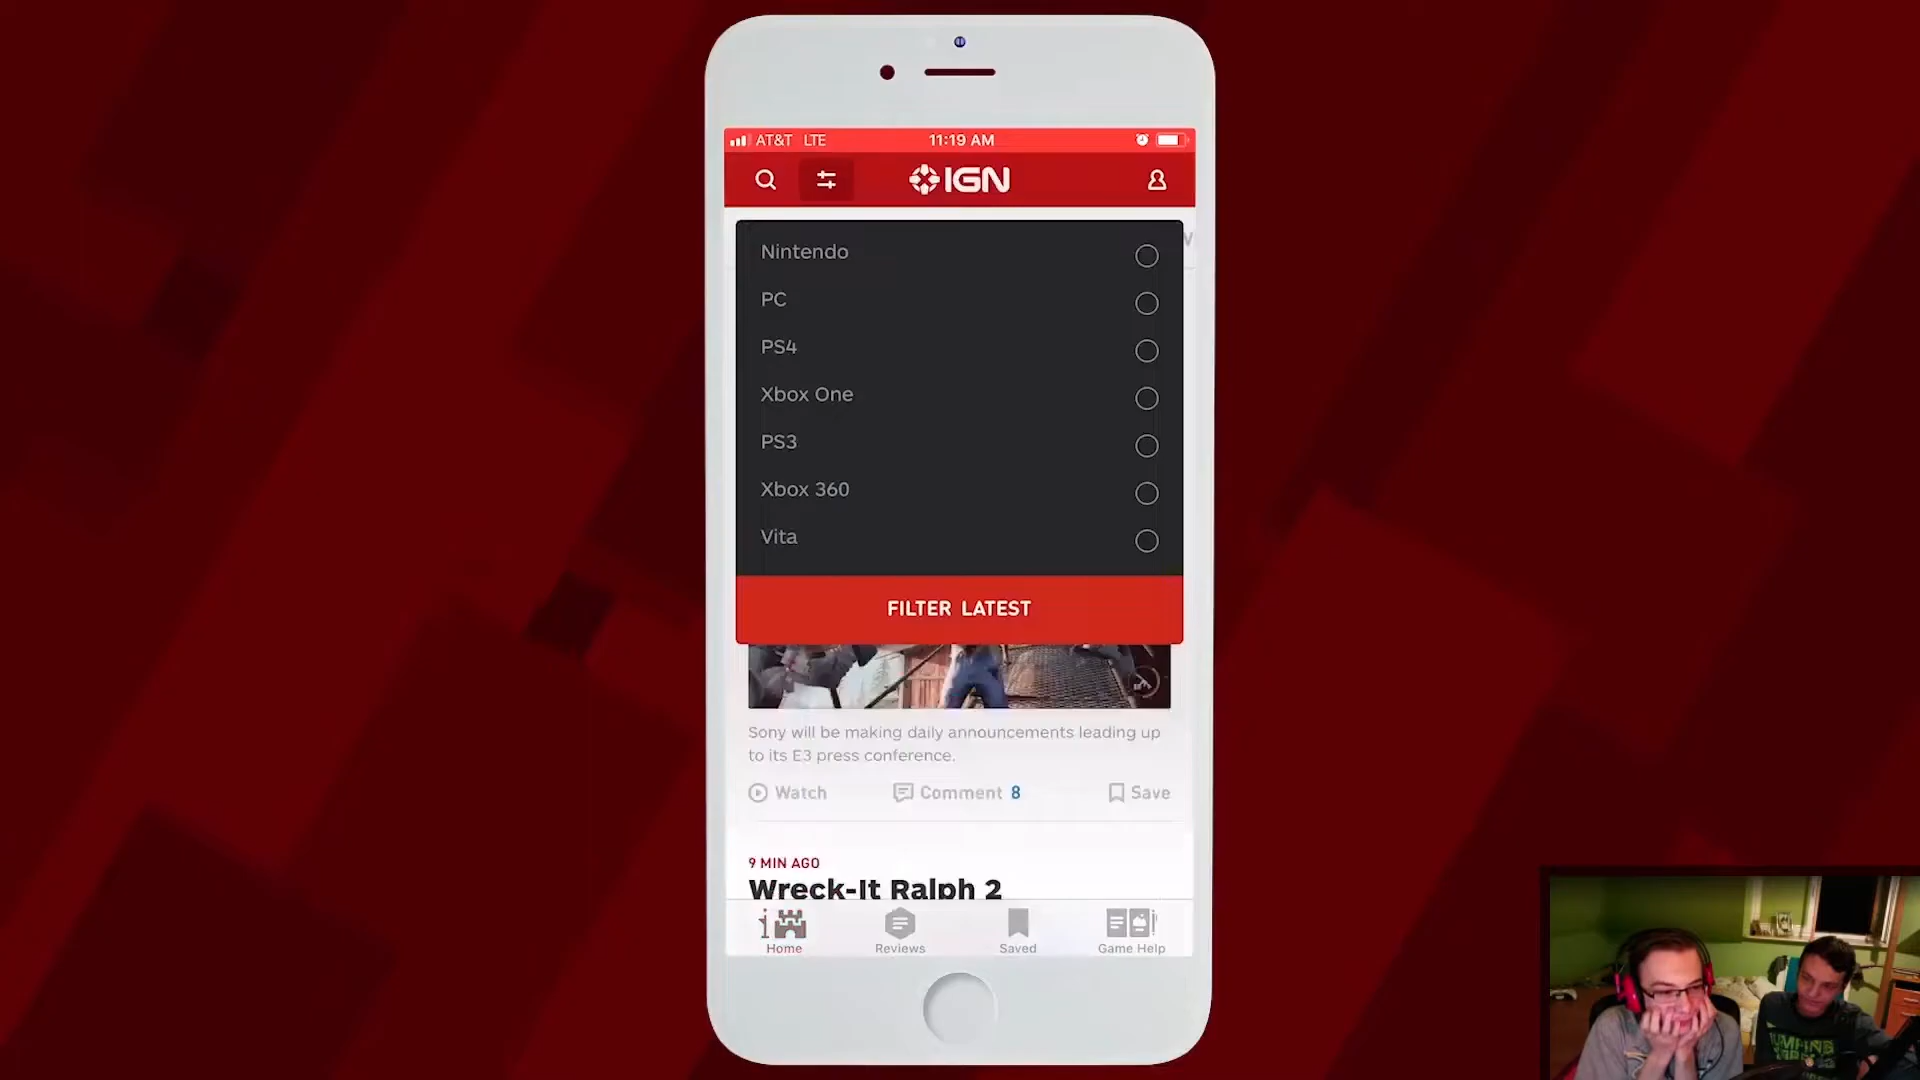 AT&T LTE 11:19 AM
IGN
Nintendo
PC
PS4
Xbox One
PS3
Xbox 360
Vita
FILTER LATEST
Sony will be making daily announcements leading up
to its E3 press conference.
Watch Comment 8 Save
9 MIN AGO
Wreck-It Ralph 2
Home Reviews Saved Game Help